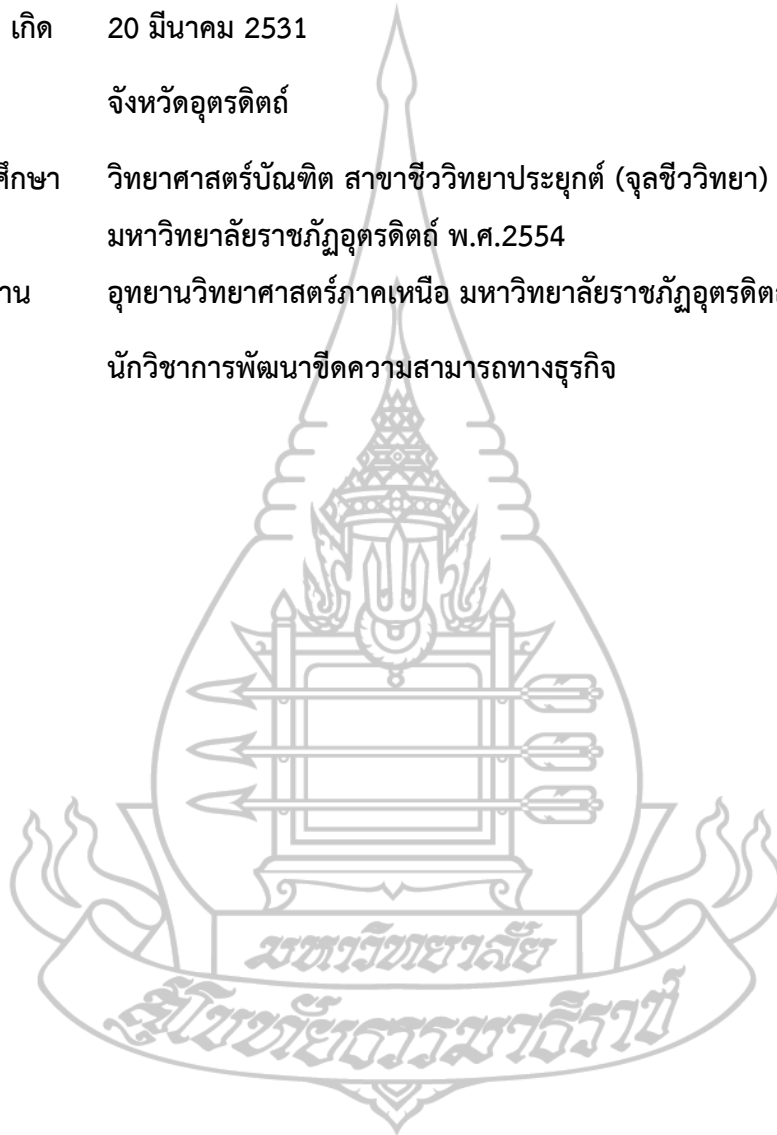 เกิด 20 มีนาคม 2531
จังหวัดอุตรดิตถ์
ศึกษา วิทยาศาสตร์บัณฑิต สาขาชีววิทยาประยุกต์ (จุลชีววิทยา)
มหาวิทยาลัยราชภัฏอุตรดิตถ์ พ.ศ.2554
าน อุทยานวิทยาศาสตร์ภาคเหนือ มหาวิทยาลัยราชภัฏอุตรดิตถ
นักวิชาการพัฒนาขีดความสามารถทางธุรกิจ
มหาวิทยาลัย
สุโขทัยธรรมาธิราช